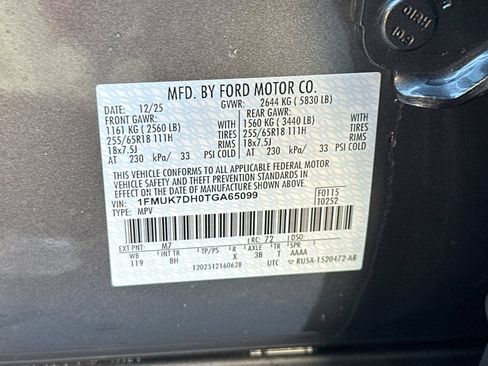 MFD. BY FORD MOTOR CO.
12/25 GVWR: 2644 KG ( 5830 LB)
FRONT GAWR: REAR GAWR:
1161 KG ( 2560 LB) WITH 1560 KG ( 3440 LB) WITH
255/65R18 111H TIRES 255/65R18 111H TIRES
18x7.5J RIMS 18x7.5J RIMS
AT 230 kPa/ 33 PSI COLD AT 230 kPa/ 33 PSI COLD
THIS VEHICLE CONFORMS TO ALL APPLICABLE FEDERAL MOTOR
VEHICLE SAFETY AND THEFT PREVENTION STANDARDS IN EFFECT ON
THE DATE OF MANUFACTURE SHOWN ABOVE.
VIN: 1FMUK7DH0TGA65099 F0115
TYPE: MPV T0252
EXT PNT: M7 RC: 72 DSO:
WB INT TR TP/PS R AXLE TR SPR
119 8H X 3B T AAAA
1202512160628 UTC ▽ RU5A-1520472-AB